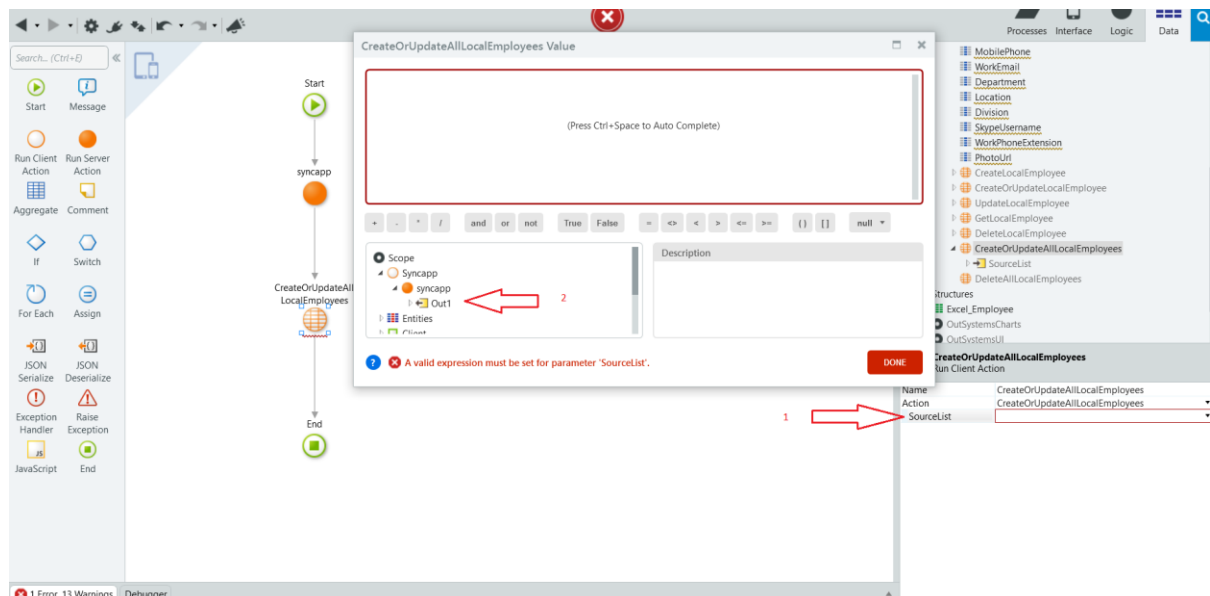 Processes Interface Logic Data
Search... (Ctrl+E)
Start Message
Run Client Action Run Server Action
Aggregate Comment
If Switch
For Each Assign
JSON Serialize JSON Deserialize
Exception Handler Raise Exception
JS
JavaScript End
Start
syncapp
CreateOrUpdateAll
LocalEmployees
End
CreateOrUpdateAllLocalEmployees Value
(Press Ctrl+Space to Auto Complete)
+ - * / and or not True False = <> < > <= >= ( ) [ ] null
Scope
Syncapp
syncapp
Out1
2
Entities
Client
Description
A valid expression must be set for parameter 'SourceList'.
DONE
MobilePhone
WorkEmail
Department
Location
Division
SkypeUsername
WorkPhoneExtension
PhotoUrl
CreateLocalEmployee
CreateOrUpdateLocalEmployee
UpdateLocalEmployee
GetLocalEmployee
DeleteLocalEmployee
CreateOrUpdateAllLocalEmployees
SourceList
DeleteAllLocalEmployees
Structures
Excel_Employee
OutSystemsCharts
OutSystemsUI
CreateOrUpdateAllLocalEmployees
Run Client Action
Name CreateOrUpdateAllLocalEmployees
Action CreateOrUpdateAllLocalEmployees
1
SourceList
1 Error, 13 Warnings Debugger